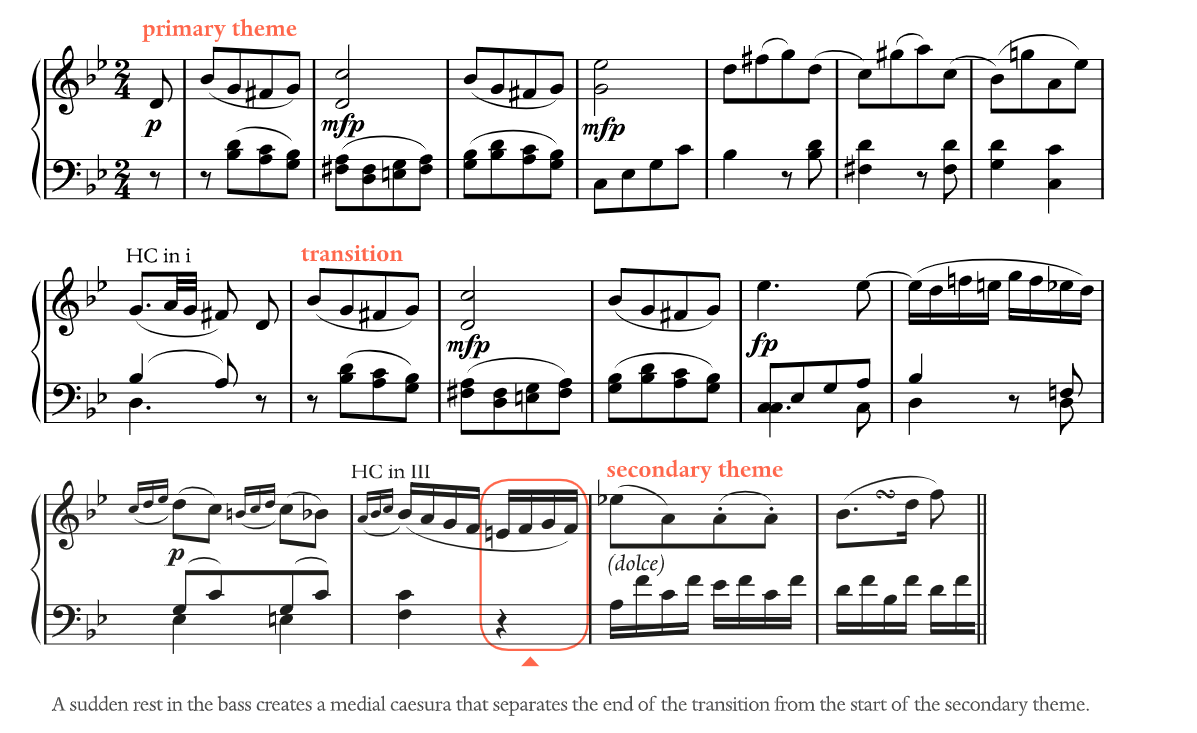 primary theme
2
4
p
mfp
mfp
2
4
HC in i
transition
mfp
fp
HC in III
secondary theme
p
(dolce)
A sudden rest in the bass creates a medial caesura that separates the end of the transition from the start of the secondary theme.